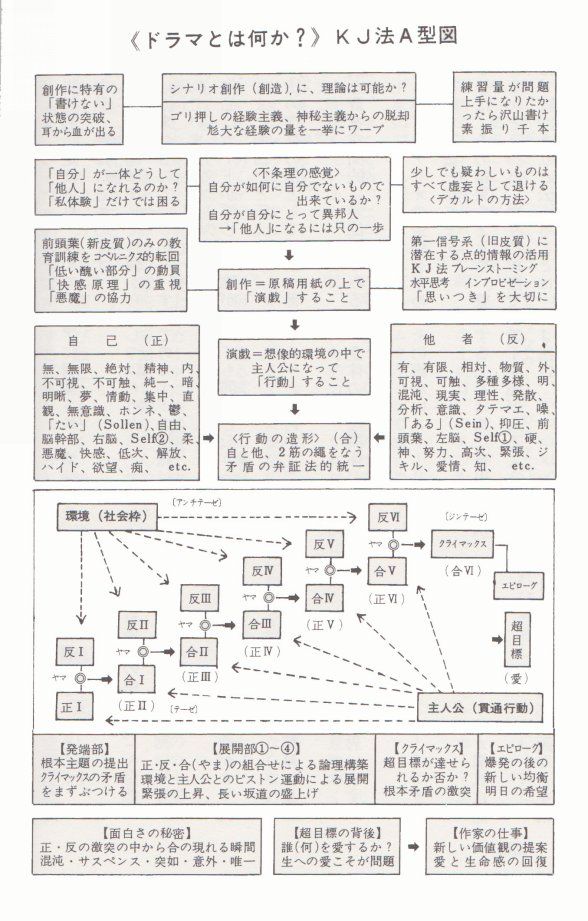 《ドラマとは何か?》KJ法A型図
創作に特有の
「書けない」
状態の突破、
耳から血が出る
シナリオ創作(創造)に、理論は可能か?
ゴリ押しの経験主義、神秘主義からの脱却
尨大な経験の量を一挙にワープ
練習量が問題
上手になりたか
ったら沢山書け
素振り千本
「自分」が一体どうして
「他人」になれるのか?
「私体験」だけでは困る
〈不条理の感覚〉
自分が如何に自分でないもので
出来ているか?
自分が自分にとって異邦人
→「他人」になるには只の一歩
少しでも疑わしいものは
すべて虚妄として退ける
〈デカルトの方法〉
前頭葉(新皮質)のみの教
育訓練をコペルニクス的転回
「低い醜い部分」の動員
「快感原理」の重視
「悪魔」の協力
創作=原稿用紙の上で
「演戯」すること
第一信号系(旧皮質)に
潜在する点的情報の活用
KJ法 ブレーンストーミング
水平思考 インプロビゼーション
「思いつき」を大切に
自己(正)
無、無限、絶対、精神、内、
不可視、不可触、純一、暗、
明晰、夢、情動、集中、直
観、無意識、ホンネ、鬱、
「たい」(Sollen)、自由、
脳幹部、右脳、Self②、柔、
悪魔、快感、低次、解放、
ハイド、欲望、痴、 etc.
演戯=想像的環境の中で
主人公になって
「行動」すること
〈行動の造形〉(合)
自と他、2筋の縄をなう
矛盾の弁証法的統一
他者(反)
有、有限、相対、物質、外、
可視、可触、多種多様、明、
混沌、現実、理性、発散、
分析、意識、タテマエ、噪、
「ある」(Sein)、抑圧、前
頭葉、左脳、Self①、硬、
神、努力、高次、緊張、ジ
キル、愛情、知、 etc.
環境(社会枠)
〔アンチテーゼ〕
反Ⅵ
〔ジンテーゼ〕
ヤマ
クライマックス
合Ⅴ
(正Ⅵ)
(合Ⅵ)
エピローグ
反Ⅴ
ヤマ
合Ⅳ
(正Ⅴ)
反Ⅳ
ヤマ
合Ⅲ
(正Ⅳ)
反Ⅲ
ヤマ
合Ⅱ
(正Ⅲ)
反Ⅱ
ヤマ
合Ⅰ
(正Ⅱ)
反Ⅰ
ヤマ
正Ⅰ
〔テーゼ〕
超目標
(愛)
主人公(貫通行動)
【発端部】
根本主題の提出
クライマックスの矛盾
をまずぶつける
【展開部①~④】
正・反・合(やま)の組合せによる論理構築
環境と主人公とのピストン運動による展開
緊張の上昇、長い坂道の盛上げ
【クライマックス】
超目標が達せら
れるか否か?
根本矛盾の激突
【エピローグ】
爆発の後の
新しい均衡
明日の希望
【面白さの秘密】
正・反の激突の中から合の現れる瞬間
混沌・サスペンス・突如・意外・唯一
【超目標の背後】
誰(何)を愛するか?
生への愛こそが問題
【作家の仕事】
新しい価値観の提案
愛と生命感の回復